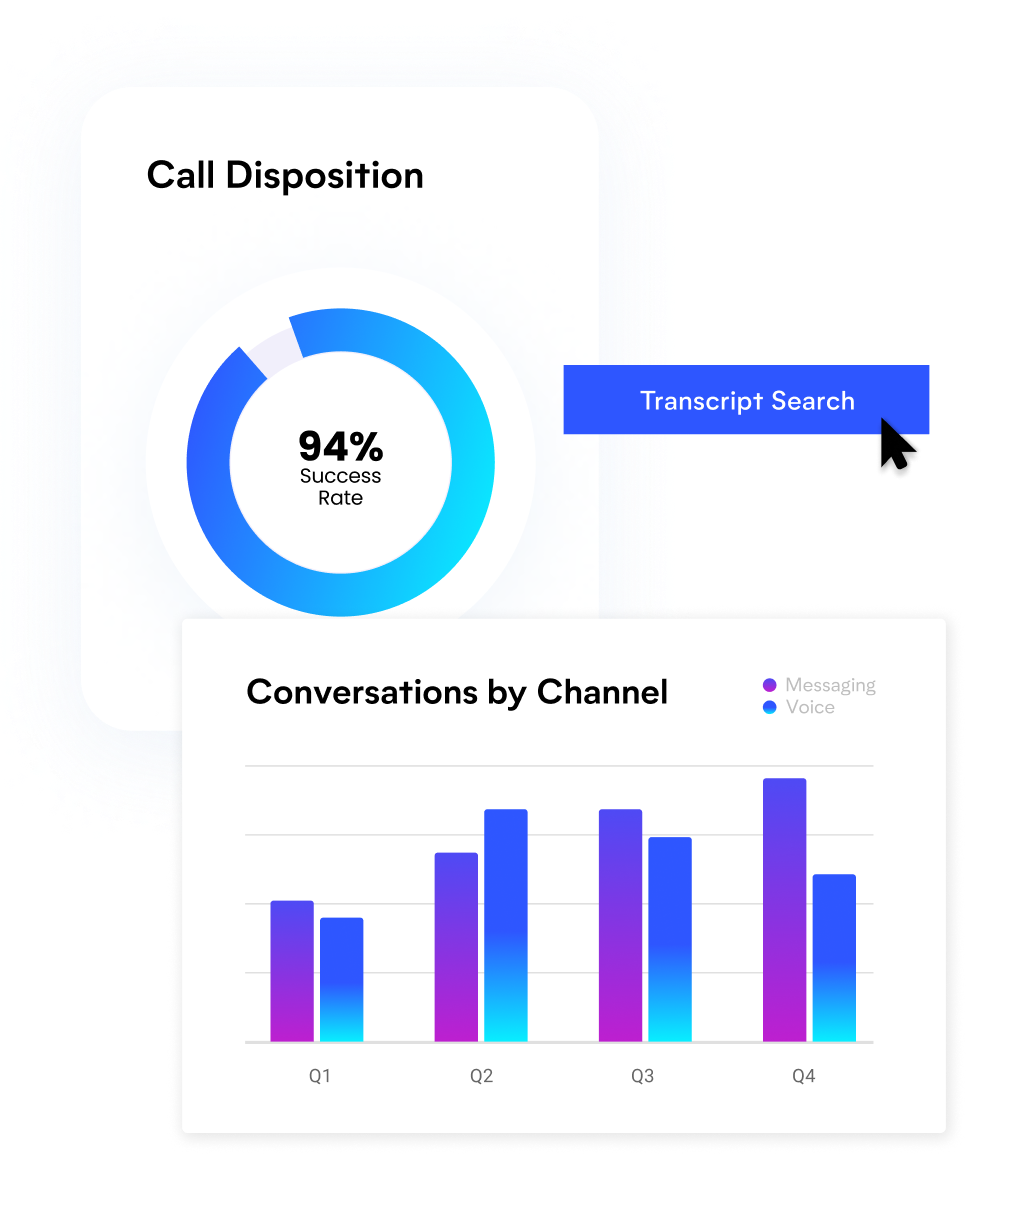 Call Disposition
94%
Success
Rate
Transcript Search
Conversations by Channel
Messaging
Voice
Q1
Q2
Q3
Q4